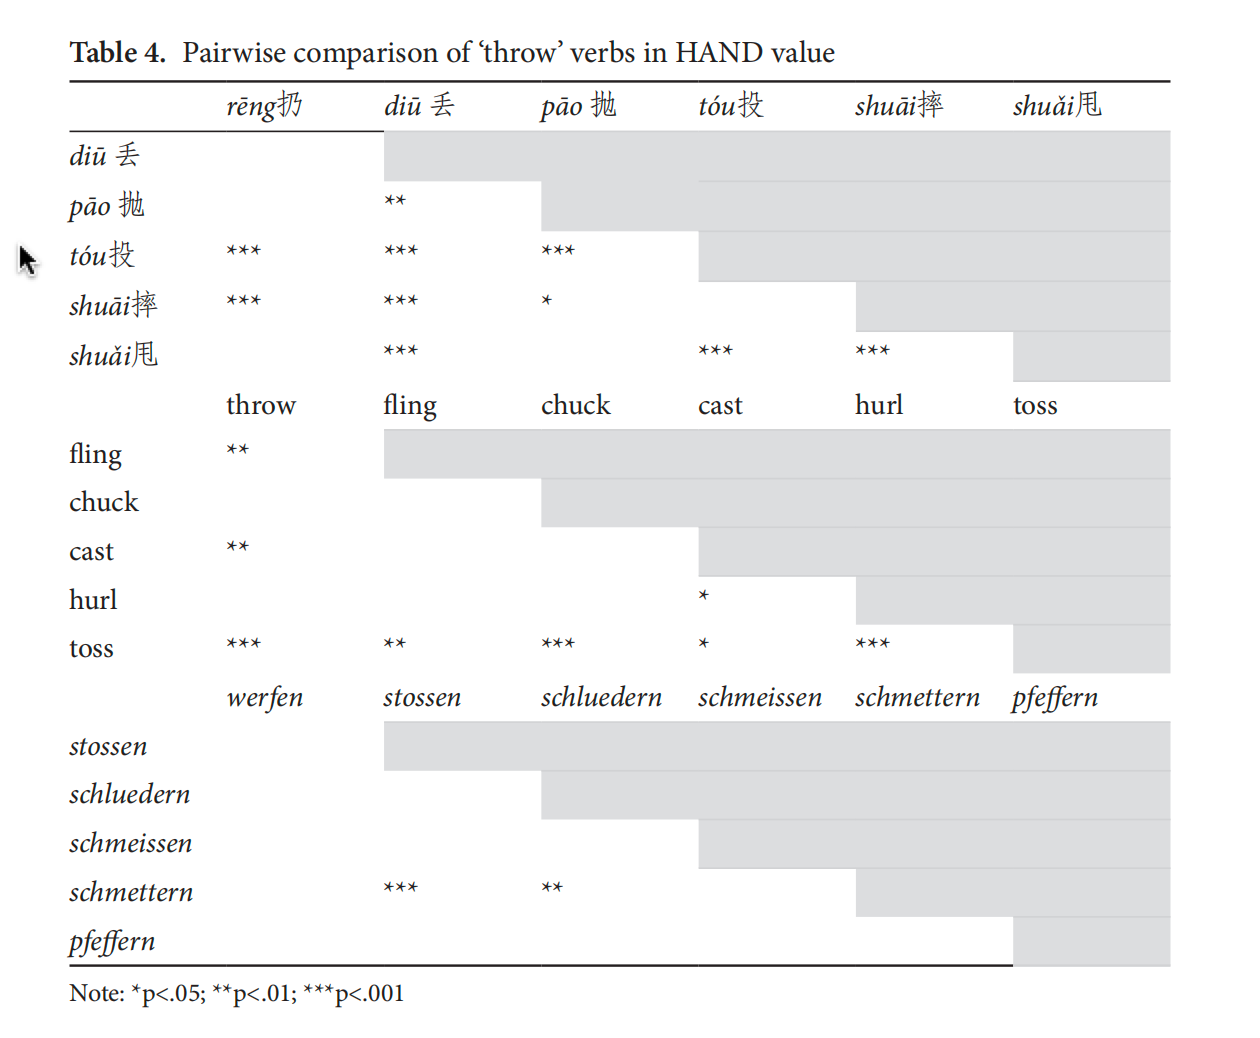 Table 4. Pairwise comparison of ‘throw’ verbs in HAND value
rēng扔 diū 丢 pāo 抛 tóu投 shuāi摔 shuǎi甩
diū 丢
pāo 抛 **
tóu投 *** *** ***
shuāi摔 *** *** *
shuǎi甩 *** *** ***
throw fling chuck cast hurl toss
fling **
chuck
cast **
hurl *
toss *** ** *** * ***
werfen stossen schluedern schmeissen schmettern pfeffern
stossen
schluedern
schmeissen
schmettern *** **
pfeffern
Note: *p<.05; **p<.01; ***p<.001